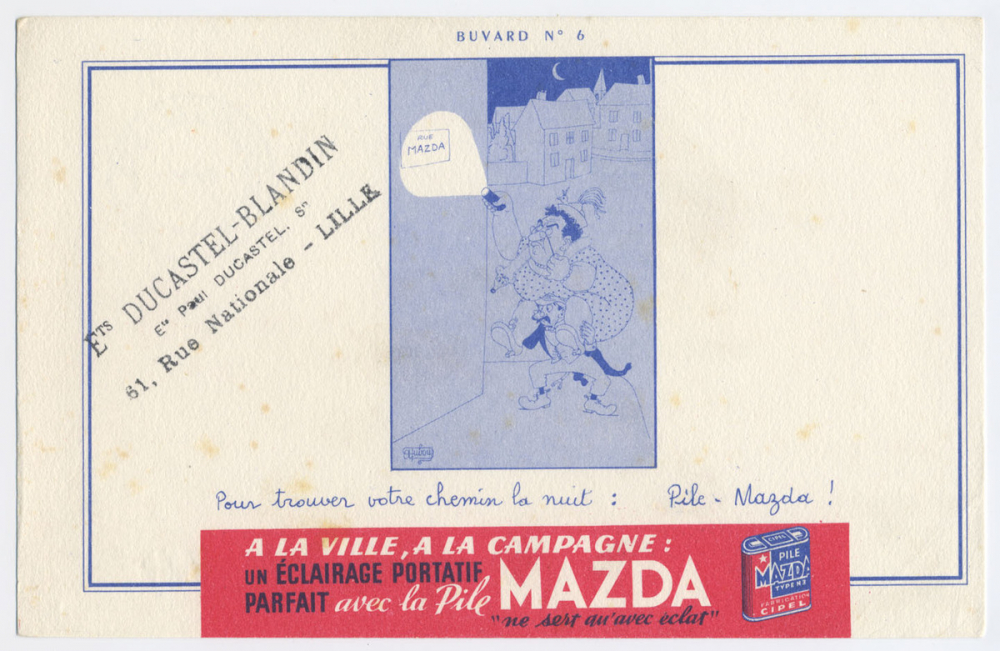 BUVARD N° 6
RUE
MAZDA
Ets DUCASTEL-BLANDIN
Ets Paul DUCASTEL. Sr
61, Rue Nationale - LILLE
Pour trouver votre chemin la nuit : Pile - Mazda !
A LA VILLE, A LA CAMPAGNE :
UN ÉCLAIRAGE PORTATIF
PARFAIT avec la Pile MAZDA
"ne sert qu'avec éclat"
CIPEL
PILE
MAZDA
FABRICATION
CIPEL